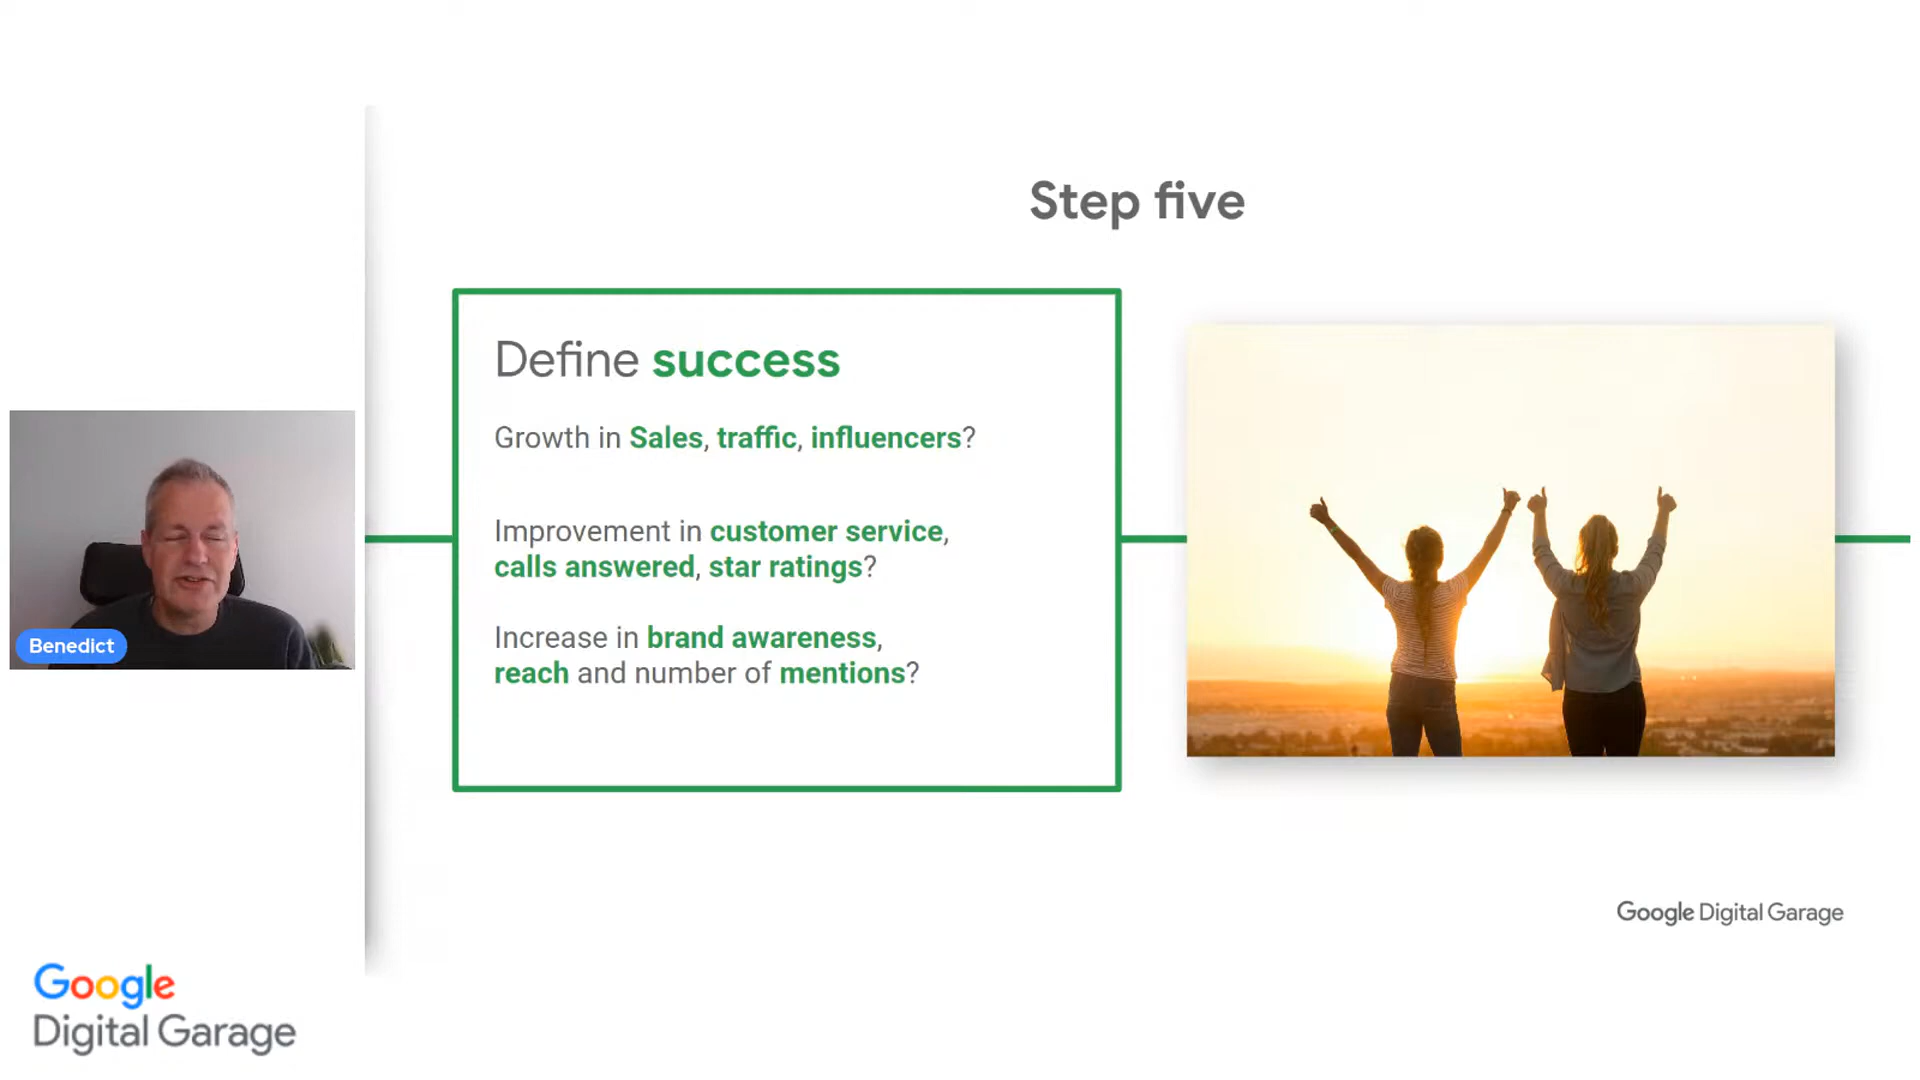 Step five
Define success
Growth in Sales, traffic, influencers?
Improvement in customer service,
calls answered, star ratings?
Increase in brand awareness,
reach and number of mentions?
Benedict
Google Digital Garage
Google
Digital Garage